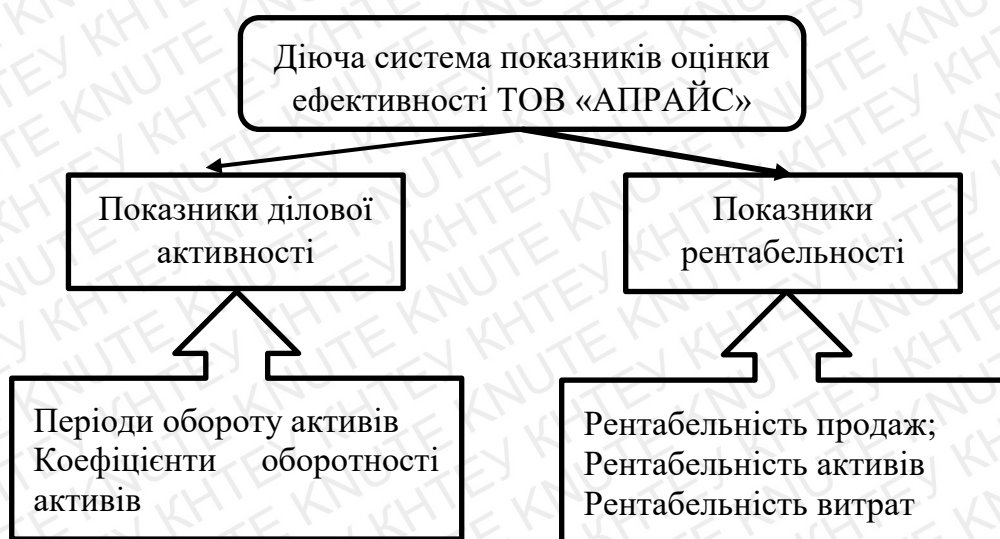 Діюча система показників оцінки
ефективності ТОВ «АПРАЙС»
Показники ділової
активності
Показники
рентабельності
Періоди обороту активів
Коефіцієнти оборотності
активів
Рентабельність продаж;
Рентабельність активів
Рентабельність витрат